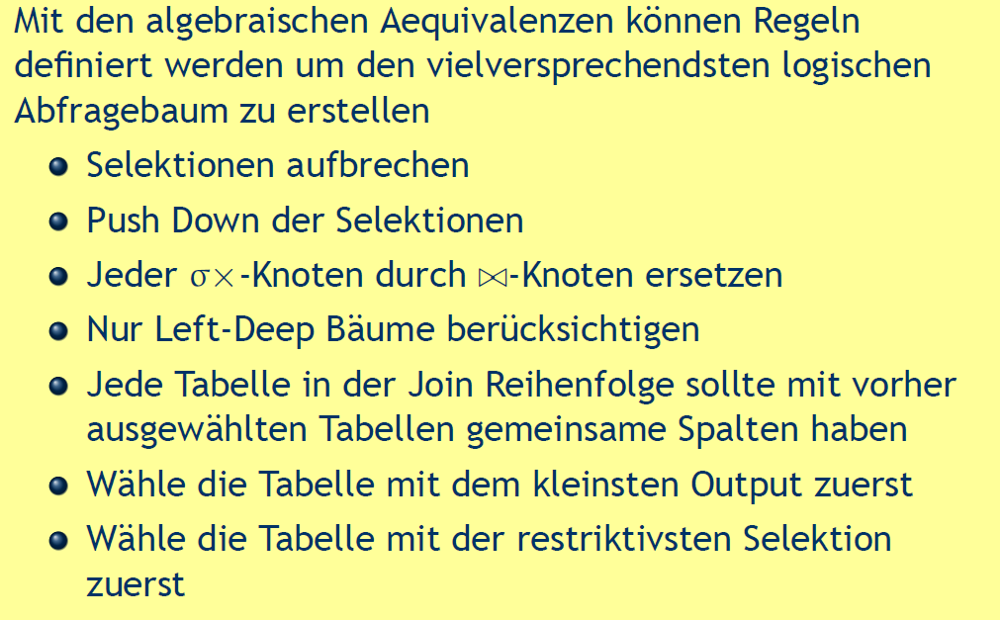 Mit den algebraischen Aequivalenzen können Regeln
definiert werden um den vielversprechendsten logischen
Abfragebaum zu erstellen
Selektionen aufbrechen
Push Down der Selektionen
Jeder σ×-Knoten durch ⋈-Knoten ersetzen
Nur Left-Deep Bäume berücksichtigen
Jede Tabelle in der Join Reihenfolge sollte mit vorher
ausgewählten Tabellen gemeinsame Spalten haben
Wähle die Tabelle mit dem kleinsten Output zuerst
Wähle die Tabelle mit der restriktivsten Selektion
zuerst